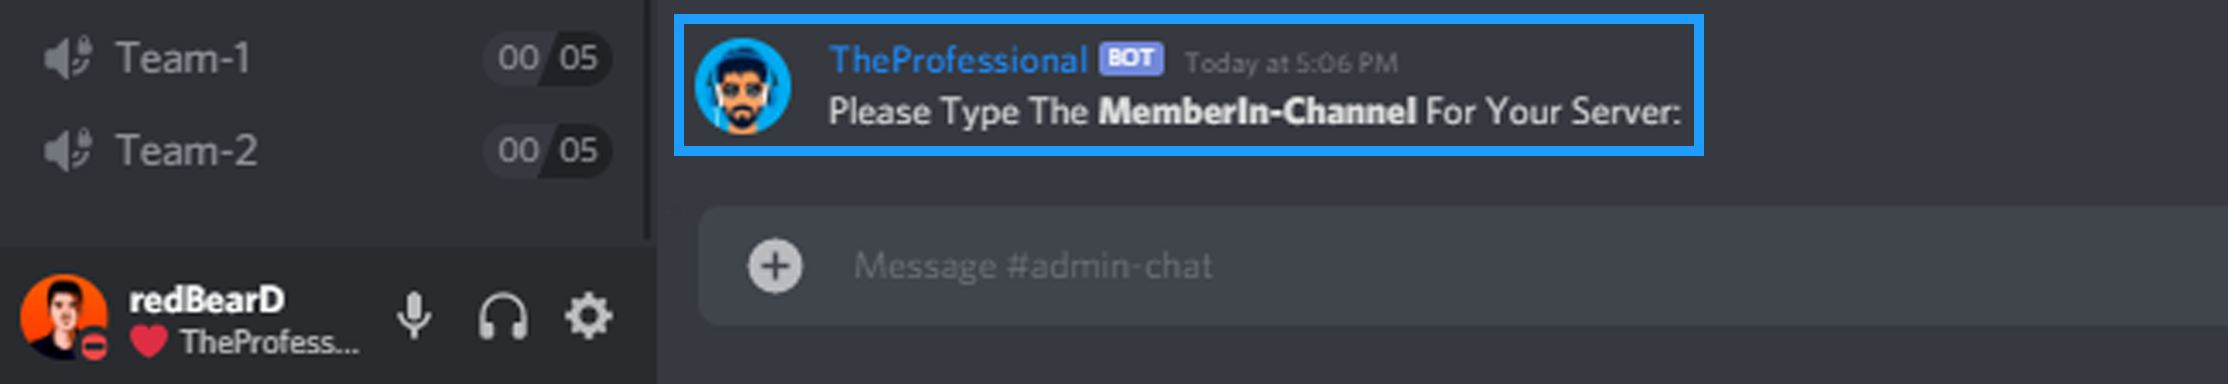 Team-1 00 05
Team-2 00 05
redBearD
TheProfess...
TheProfessional BOT Today at 5:06 PM
Please Type The MemberIn-Channel For Your Server:
Message #admin-chat